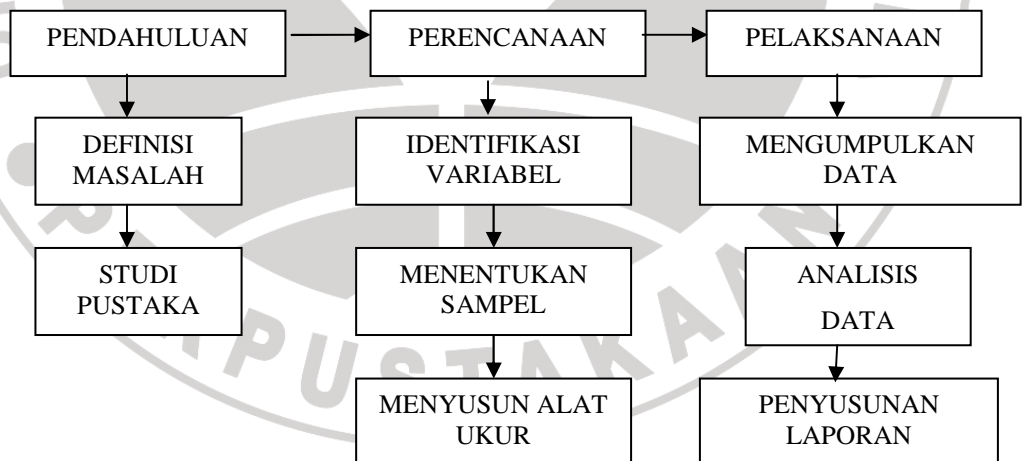 PENDAHULUAN
PERENCANAAN
PELAKSANAAN
DEFINISI
MASALAH
IDENTIFIKASI
VARIABEL
MENGUMPULKAN
DATA
STUDI
PUSTAKA
MENENTUKAN
SAMPEL
ANALISIS
DATA
MENYUSUN ALAT
UKUR
PENYUSUNAN
LAPORAN